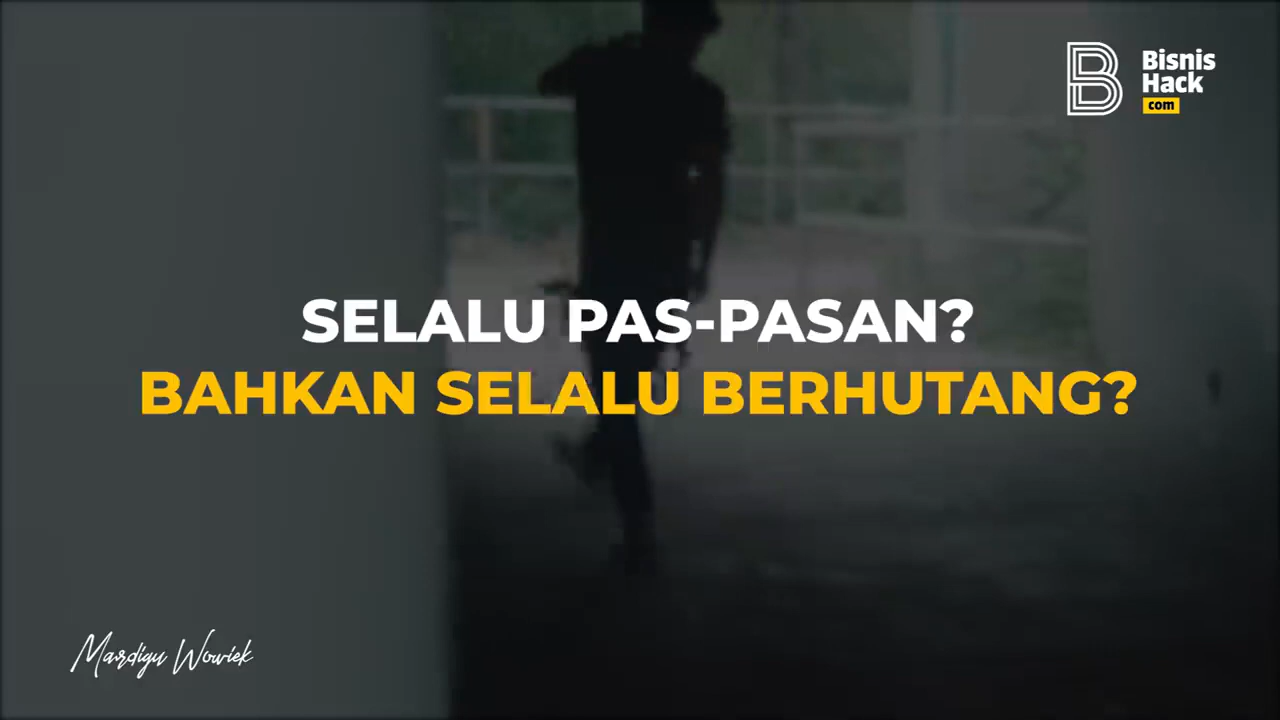 Bisnis
Hack
com
SELALU PAS-PASAN?
BAHKAN SELALU BERHUTANG?
Mardigu Wowiek